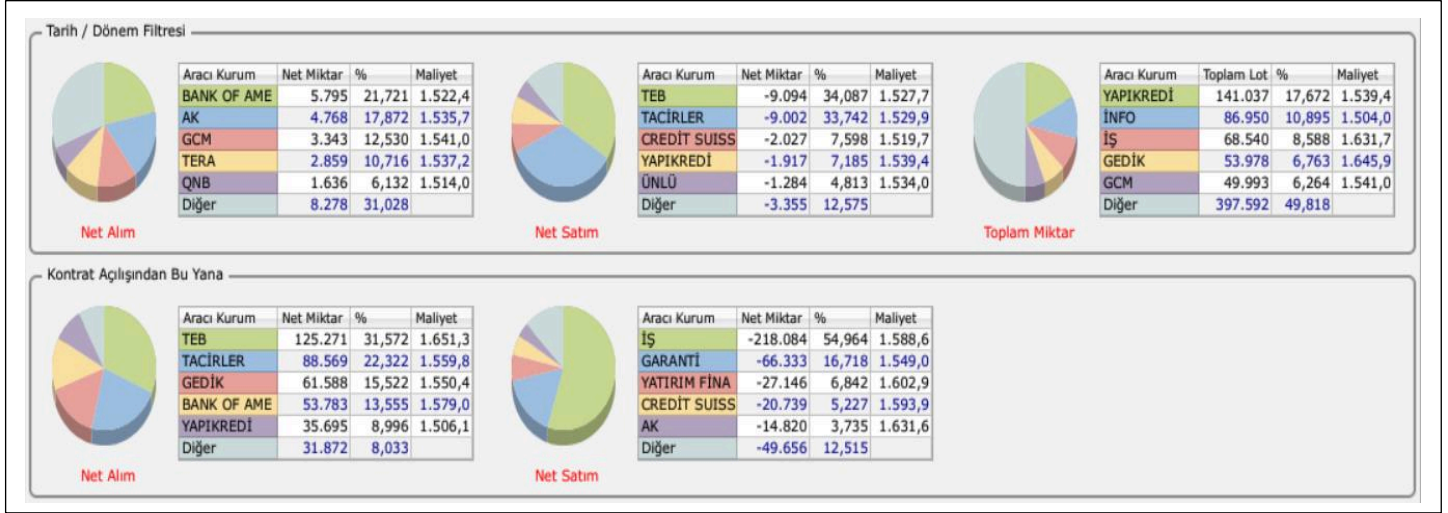 Tarih / Dönem Filtresi
Aracı Kurum Net Miktar % Maliyet
BANK OF AME 5.795 21,721 1.522,4
AK 4.768 17,872 1.535,7
GCM 3.343 12,530 1.541,0
TERA 2.859 10,716 1.537,2
QNB 1.636 6,132 1.514,0
Diğer 8.278 31,028
Net Alım
Aracı Kurum Net Miktar % Maliyet
TEB -9.094 34,087 1.527,7
TACİRLER -9.002 33,742 1.529,9
CREDİT SUISS -2.027 7,598 1.519,7
YAPIKREDİ -1.917 7,185 1.539,4
ÜNLÜ -1.284 4,813 1.534,0
Diğer -3.355 12,575
Net Satım
Aracı Kurum Toplam Lot % Maliyet
YAPIKREDİ 141.037 17,672 1.539,4
İNFO 86.950 10,895 1.504,0
İŞ 68.540 8,588 1.631,7
GEDİK 53.978 6,763 1.645,9
GCM 49.993 6,264 1.541,0
Diğer 397.592 49,818
Toplam Miktar
Kontrat Açılışından Bu Yana
Aracı Kurum Net Miktar % Maliyet
TEB 125.271 31,572 1.651,3
TACİRLER 88.569 22,322 1.559,8
GEDİK 61.588 15,522 1.550,4
BANK OF AME 53.783 13,555 1.579,0
YAPIKREDİ 35.695 8,996 1.506,1
Diğer 31.872 8,033
Net Alım
Aracı Kurum Net Miktar % Maliyet
İŞ -218.084 54,964 1.588,6
GARANTİ -66.333 16,718 1.549,0
YATIRIM FİNA -27.146 6,842 1.602,9
CREDİT SUISS -20.739 5,227 1.593,9
AK -14.820 3,735 1.631,6
Diğer -49.656 12,515
Net Satım